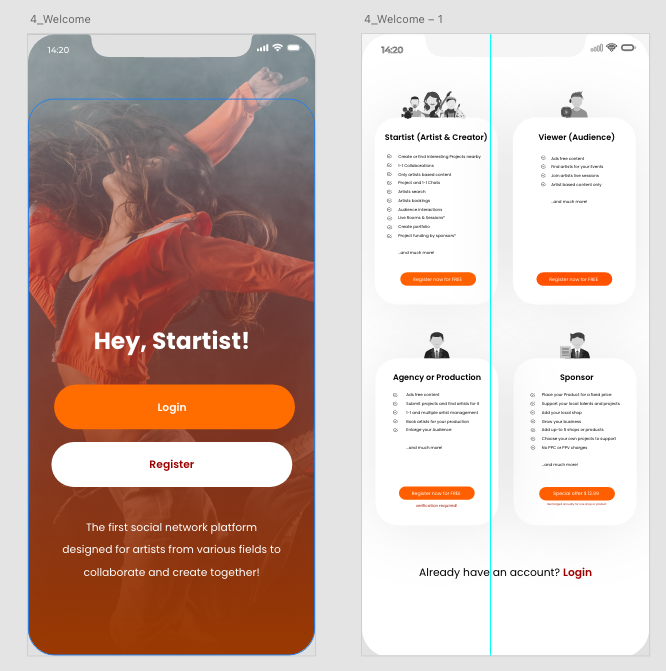 4_Welcome
14:20
Hey, Startist!
Login
Register
The first social network platform
designed for artists from various fields to
collaborate and create together!
4_Welcome – 1
14:20
Startist (Artist & Creator)
Create or find interesting Projects nearby
1-1 Collaborations
Only artists based content
Project and 1-1 Chats
Artists search
Artists bookings
Audience interactions
Live Rooms & Sessions*
Create portfolio
Project funding by sponsors*
...and much more!
Register now for FREE
Viewer (Audience)
Ads free content
Find artists for your Events
Join artists live sessions
Artist based content only
...and much more!
Register now for FREE
Agency or Production
Ads free content
Submit projects and find artists for it
1-1 and multiple artist management
Book artists for your production
Enlarge your Audience
...and much more!
Register now for FREE
verification required!
Sponsor
Place your Product for a fixed price
Support your local talents and projects
Add your local shop
Grow your business
Add up-to 5 shops or products
Choose your own projects to support
No PPC or PPV charges
...and much more!
Special offer $ 12.99
Already have an account? Login